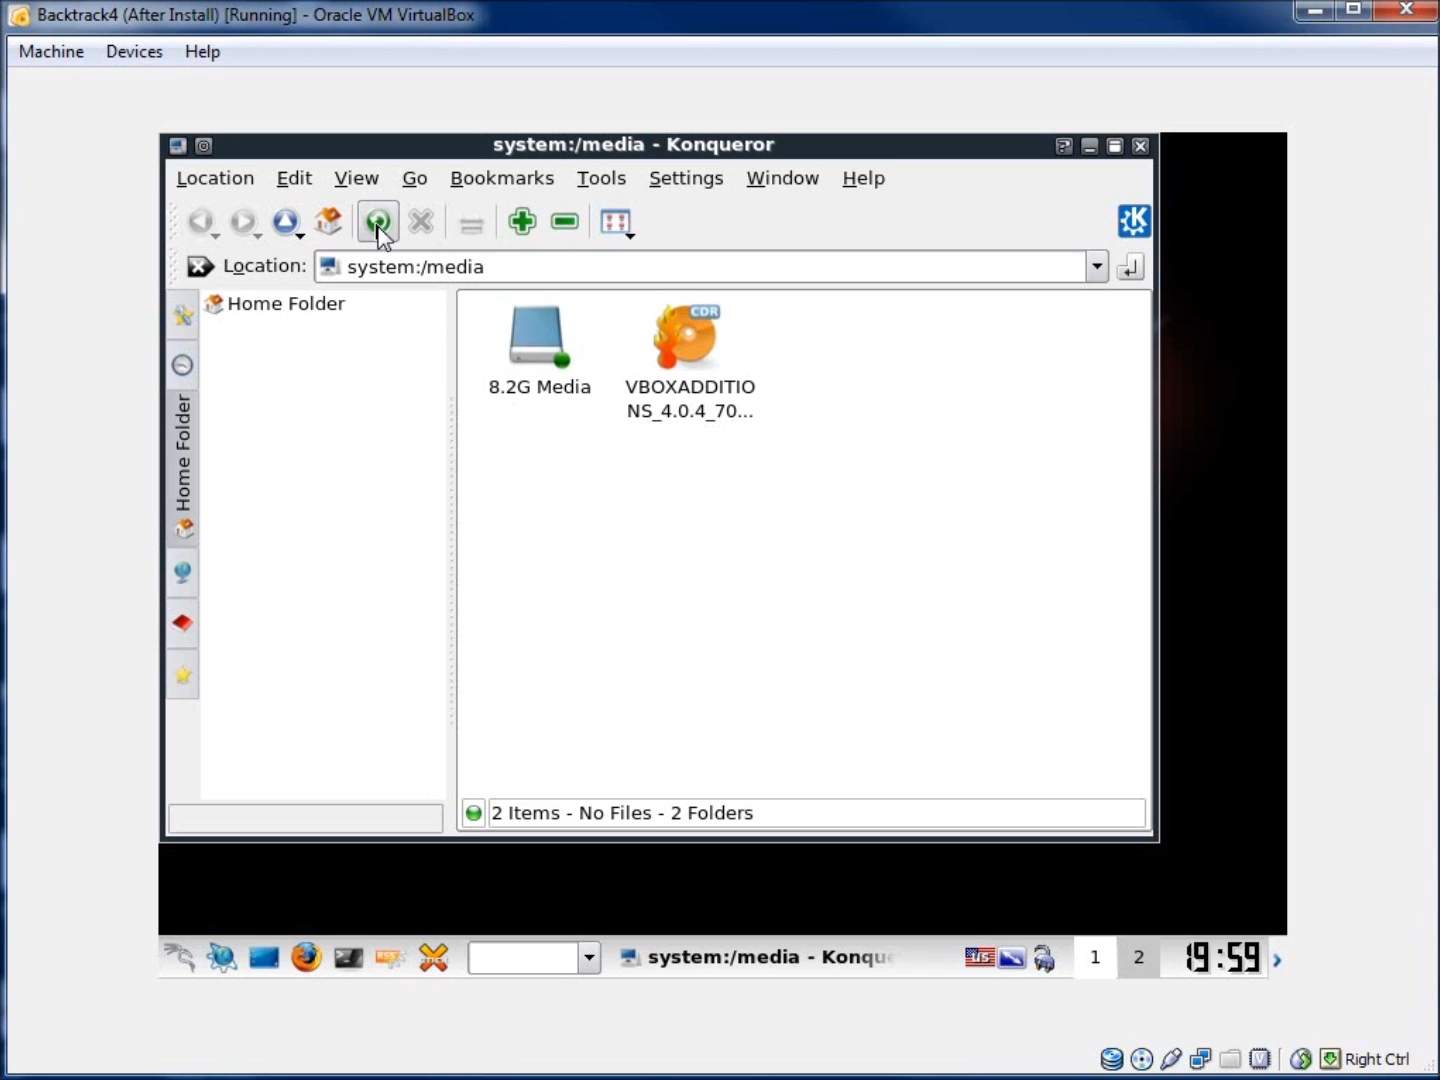 Backtrack4 (After Install) [Running] - Oracle VM VirtualBox
Machine Devices Help
system:/media - Konqueror
Location Edit View Go Bookmarks Tools Settings Window Help
Location: system:/media
Home Folder
CDR
8.2G Media
VBOXADDITIO
NS_4.0.4_70...
Home Folder
2 Items - No Files - 2 Folders
system:/media - Konque
US
1
2
19:59
Right Ctrl